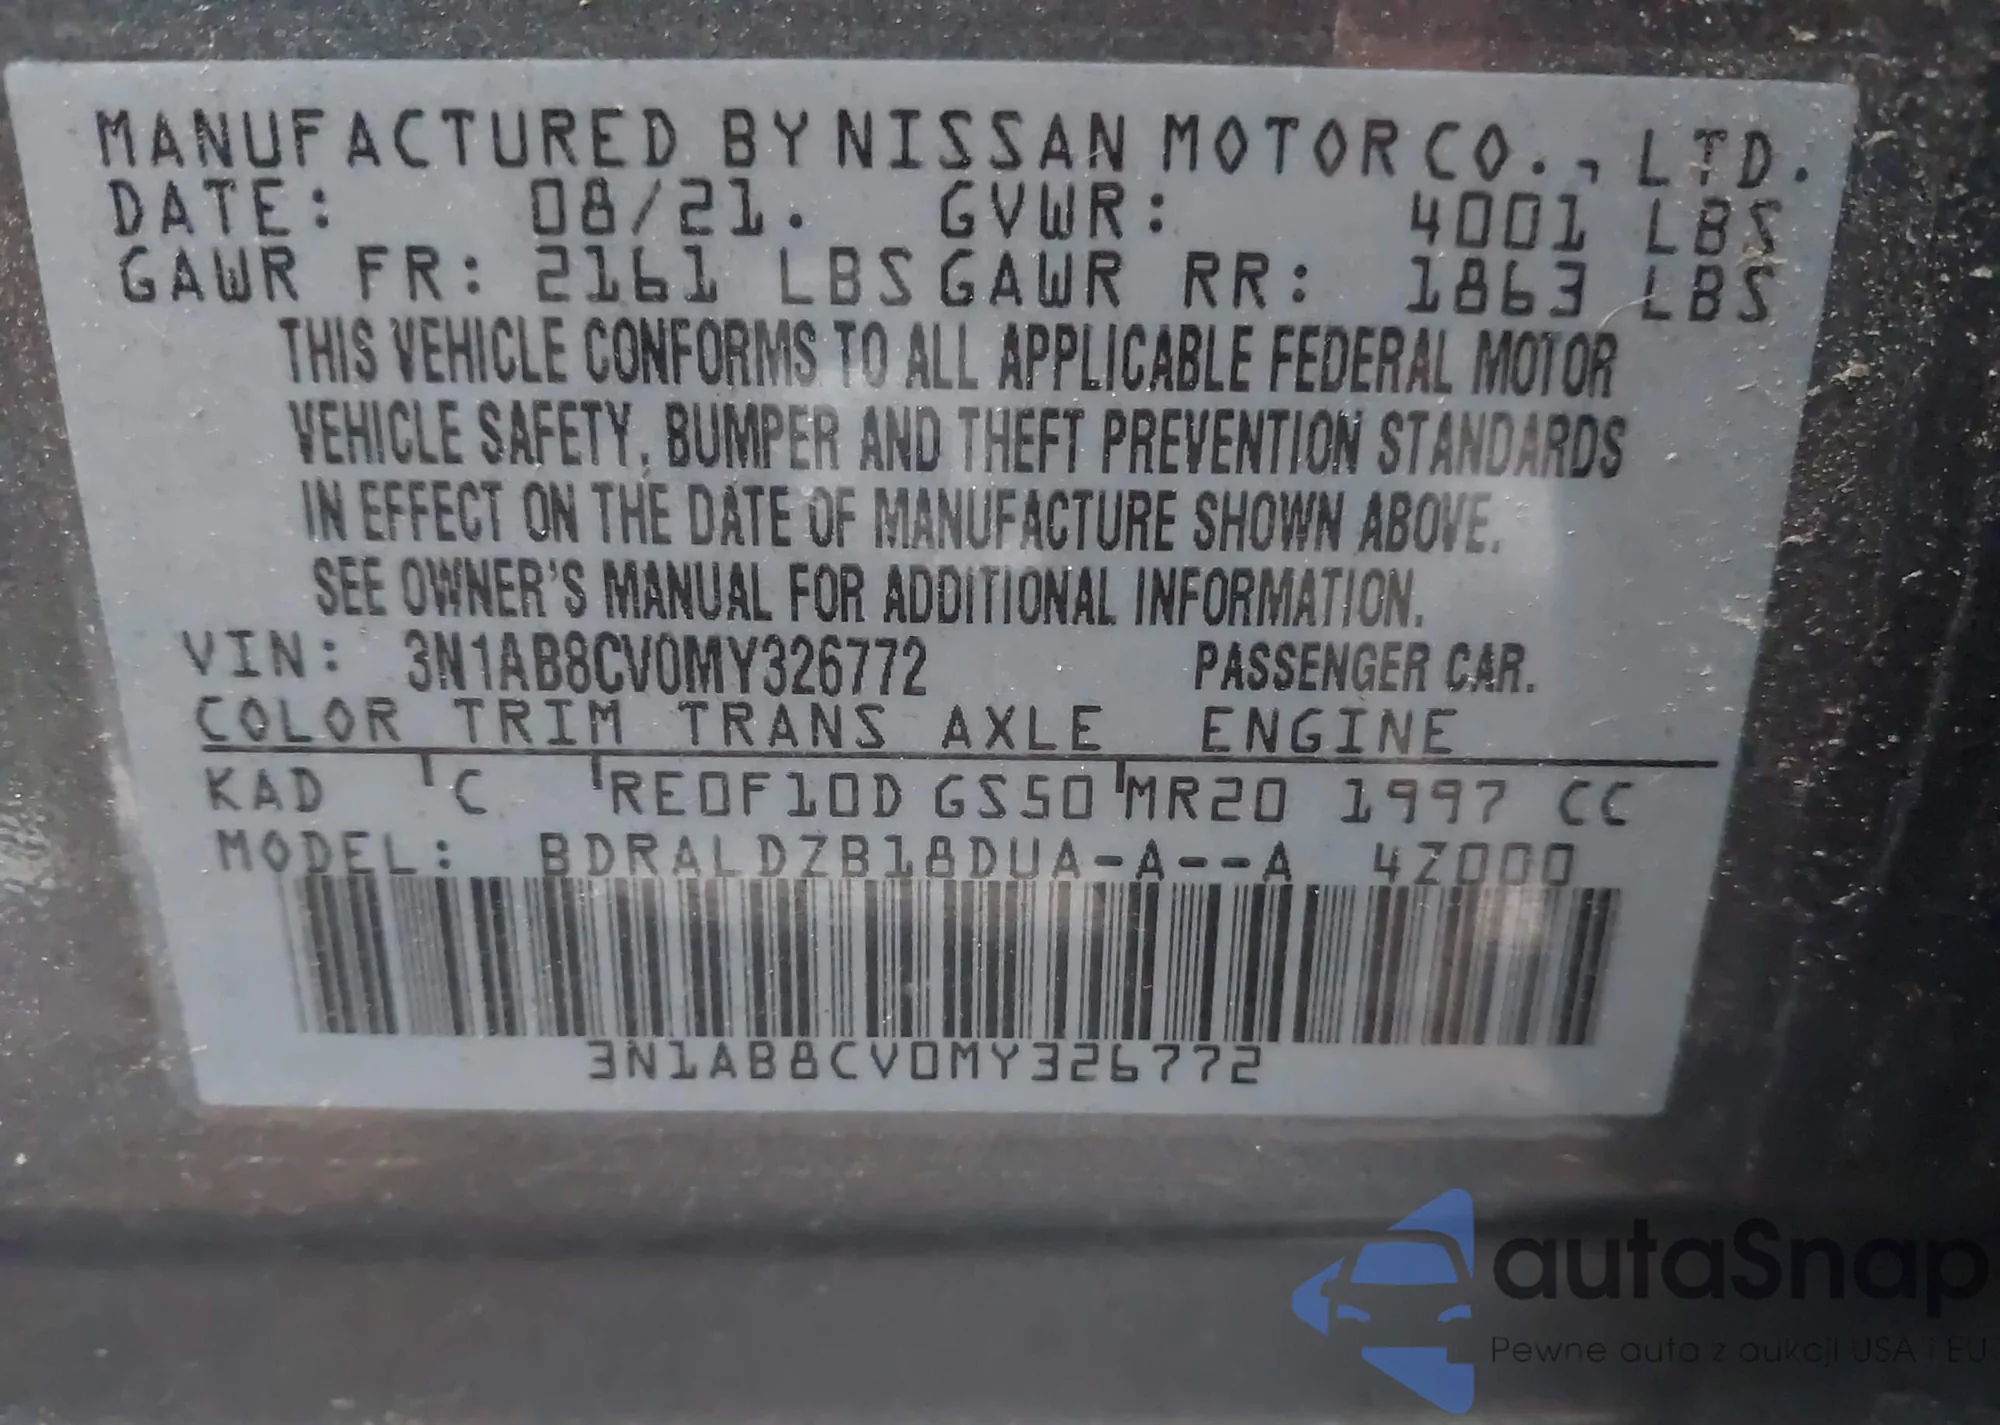 MANUFACTURED BY NISSAN MOTOR CO., LTD.
DATE: 08/21. GVWR: 4001 LBS
GAWR FR: 2161 LBS GAWR RR: 1863 LBS
THIS VEHICLE CONFORMS TO ALL APPLICABLE FEDERAL MOTOR
VEHICLE SAFETY, BUMPER AND THEFT PREVENTION STANDARDS
IN EFFECT ON THE DATE OF MANUFACTURE SHOWN ABOVE.
SEE OWNER'S MANUAL FOR ADDITIONAL INFORMATION.
VIN: 3N1AB8CV0MY326772 PASSENGER CAR.
COLOR TRIM TRANS AXLE ENGINE
KAD C RE0F10D GS50 MR20 1997 CC
MODEL: BDRALDZB18DUA-A--A 4Z000
3N1AB8CV0MY326772
autaSnap
Pewne auta z aukcji USA i EU